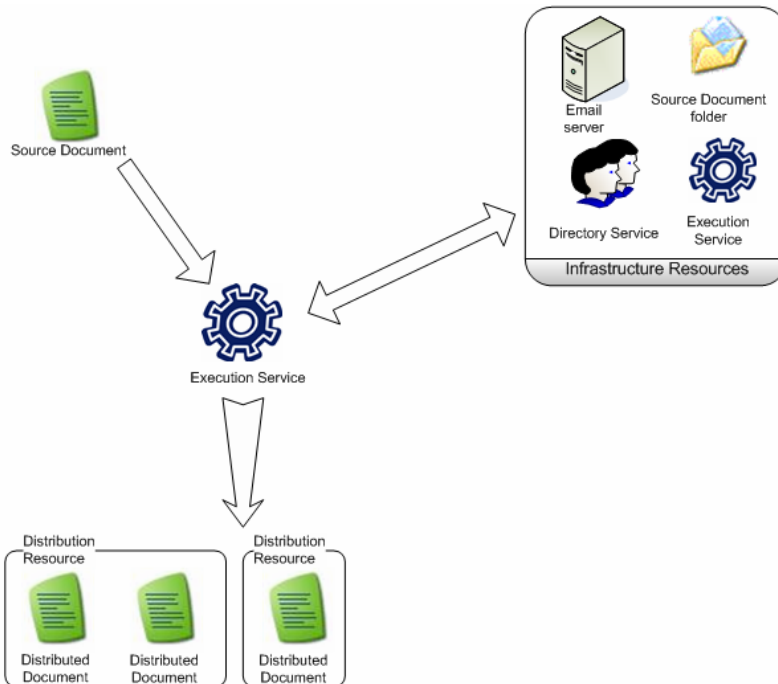 Source Document
Email
server
Source Document
folder
Directory Service
Execution
Service
Infrastructure Resources
Execution Service
Distribution
Resource
Distributed
Document
Distributed
Document
Distribution
Resource
Distributed
Document